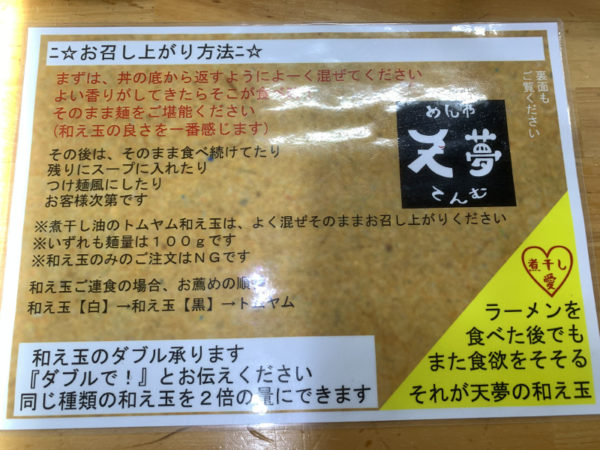 ﾆ☆お召し上がり方法ﾆ☆
まずは、丼の底から返すようによーく混ぜてください
よい香りがしてきたらそこが食べ
そのまま麺をご堪能ください
(和え玉の良さを一番感じます)
その後は、そのまま食べ続けてたり
残りにスープに入れたり
つけ麺風にしたり
お客様次第です
※煮干し油のトムヤム和え玉は、よく混ぜそのままお召し上がりください
※いずれも麺量は100gです
※和え玉のみのご注文はNGです
和え玉ご連食の場合、お薦めの順
和え玉【白】→和え玉【黒】→トムヤム
和え玉のダブル承ります
『ダブルで!』とお伝えください
同じ種類の和え玉を2倍の量にできます
裏面も
ご覧ください
めん や
天夢
てんむ
煮干し
愛
ラーメンを
食べた後でも
また食欲をそそる
それが天夢の和え玉